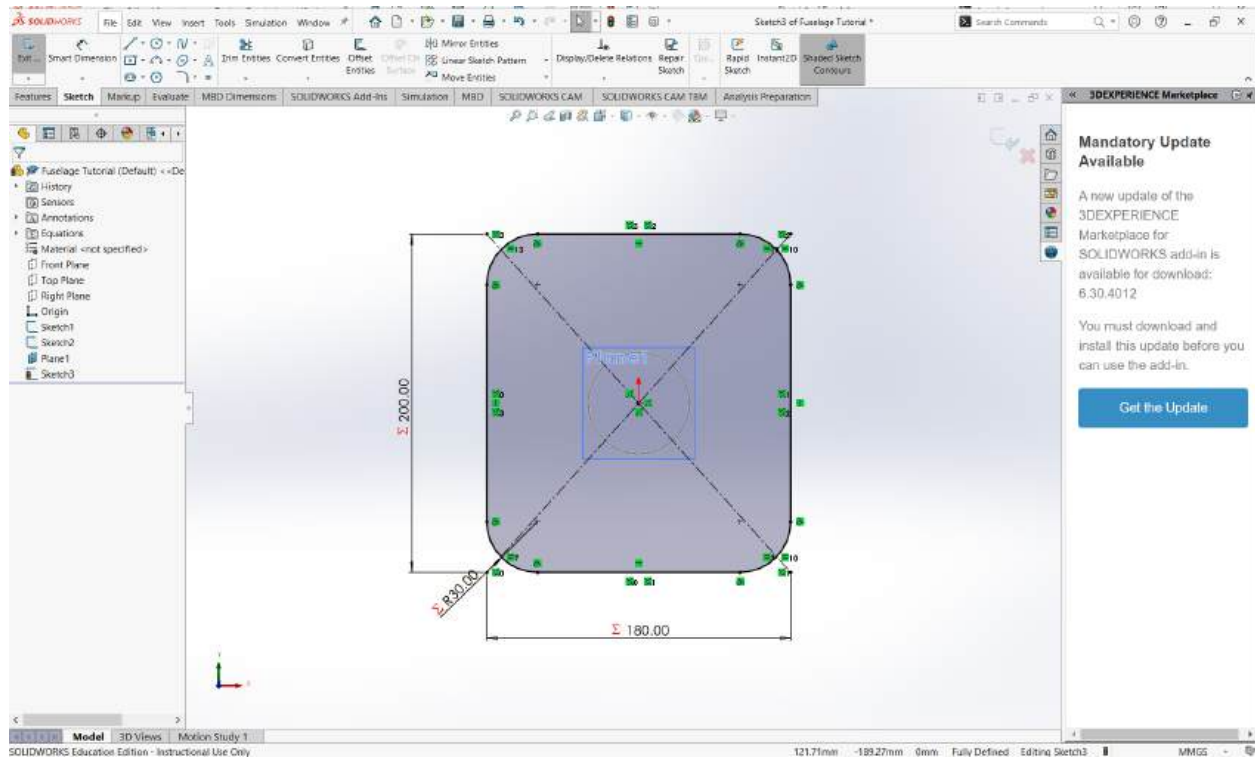 SOLIDWORKS File Edit View Insert Tools Simulation Window Sketch3 of Fuselage Tutorial * Search Commands
Exit ... Smart Dimension Trim Entities Convert Entities Offset Entities Mirror Entities Display/Delete Relations Repair Sketch Rapid Sketch Instant2D Shaded Sketch Contours
Linear Sketch Pattern
Move Entities
Features Sketch Markup Evaluate MBD Dimensions SOLIDWORKS Add-Ins Simulation MBD SOLIDWORKS CAM SOLIDWORKS CAM TBM Analysis Preparation
3DEXPERIENCE Marketplace
Fuselage Tutorial (Default) <<De
History
Sensors
Annotations
Equations
Material <not specified>
Front Plane
Top Plane
Right Plane
Origin
Sketch1
Sketch2
Plane1
Sketch3
Plane1
Σ 200.00
Σ R30.00
Σ 180.00
Mandatory Update
Available
A new update of the
3DEXPERIENCE
Marketplace for
SOLIDWORKS add-in is
available for download:
6.30.4012
You must download and
install this update before you
can use the add-in.
Get the Update
Model 3D Views Motion Study 1
SOLIDWORKS Education Edition - Instructional Use Only 121.71mm -189.27mm 0mm Fully Defined Editing Sketch3 MMGS